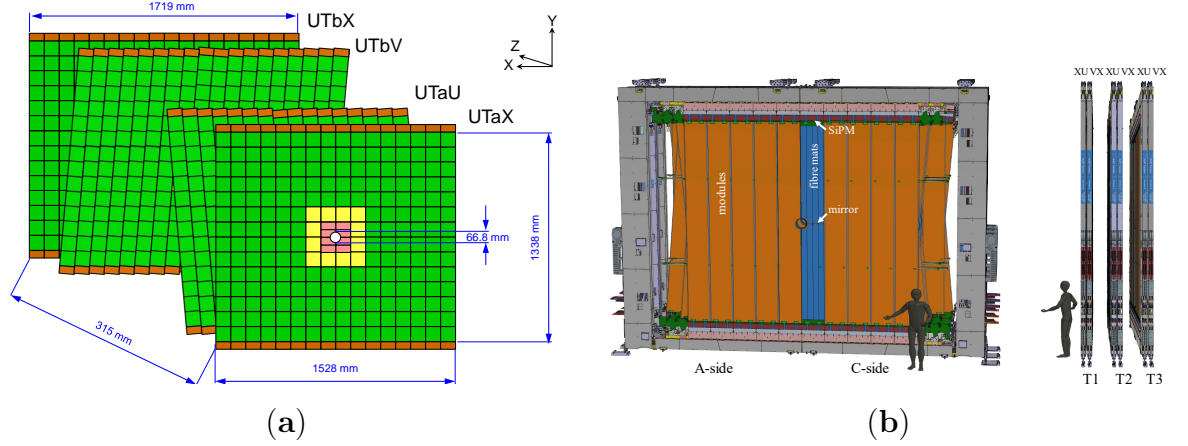 1719 mm
UTbX
UTbV
UTaU
UTaX
Y
Z
X
66.8 mm
1338 mm
315 mm
1528 mm
(a)
SiPM
fibre mats
modules
mirror
A-side
C-side
XU VX XU VX XU VX
T1 T2 T3
(b)